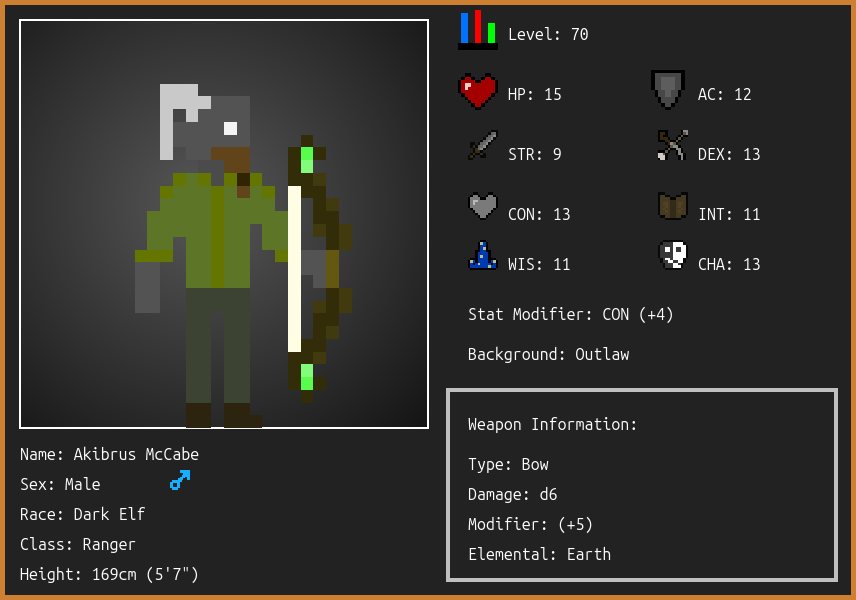 Level: 70
HP: 15
AC: 12
STR: 9
DEX: 13
CON: 13
INT: 11
WIS: 11
CHA: 13
Stat Modifier: CON (+4)
Background: Outlaw
Weapon Information:
Type: Bow
Damage: d6
Modifier: (+5)
Elemental: Earth
Name: Akibrus McCabe
Sex: Male
Race: Dark Elf
Class: Ranger
Height: 169cm (5'7")